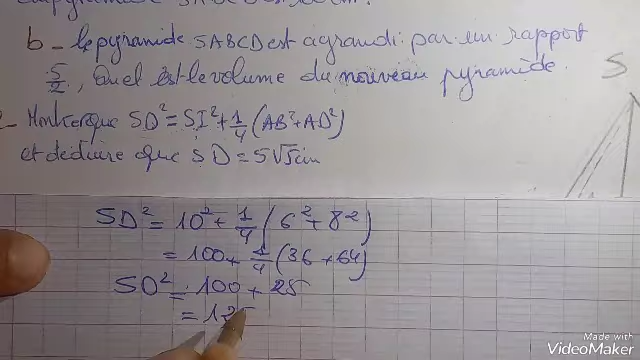 b - le pyramide SABCD est agrandi par un rapport
5/2, Quel est le volume du nouveau pyramide.
S
Montrer que SD² = SI² + 1/4 (AB² + AD²)
et déduire que SD = 5√5 cm
SD² = 10² + 1/4 (6² + 8²)
= 100 + 1/4 (36 + 64)
SD² = 100 + 25
= 125
Made with
VideoMaker